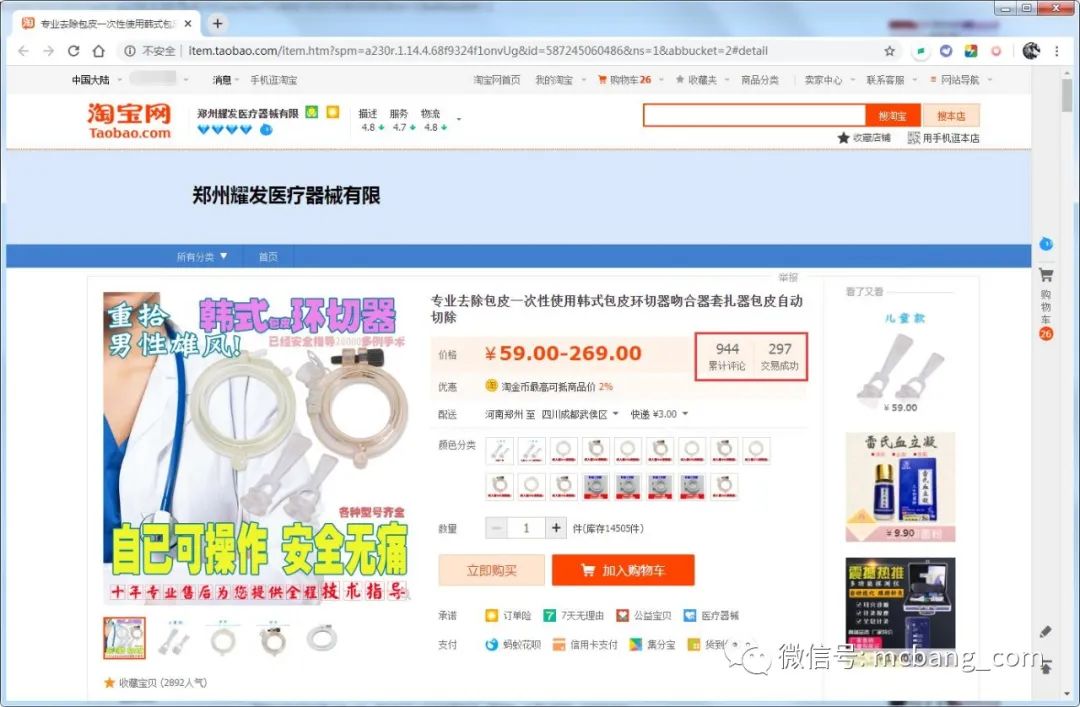 专业去除包皮一次性使用韩式包
不安全 | item.taobao.com/item.htm?spm=a230r.1.14.4.68f9324f1onvUg&id=587245060486&ns=1&abbucket=2#detail
中国大陆 消息 手机逛淘宝 淘宝网首页 我的淘宝 购物车26 收藏夹 商品分类 卖家中心 联系客服 网站导航
淘宝网
Taobao.com
郑州耀发医疗器械有限
描述 服务 物流
4.8 4.7 4.8
搜淘宝 搜本店
收藏店铺 用手机逛本店
郑州耀发医疗器械有限
所有分类 首页
举报
重拾
男性雄风!
韩式包皮环切器
已经安全指导20000多例手术
各种型号齐全
自己可操作 安全无痛
十年专业售后为您提供全程技术指导
收藏宝贝 (2892人气)
专业去除包皮一次性使用韩式包皮环切器吻合器套扎器包皮自动
切除
价格 ¥59.00-269.00
944 297
累计评论 交易成功
优惠 淘金币最高可抵商品价 2%
配送 河南郑州 至 四川成都武侯区 快递 ¥3.00
颜色分类
数量 1 件(库存14505件)
立即购买 加入购物车
承诺 订单险 7天无理由 公益宝贝 医疗器械
支付 蚂蚁花呗 信用卡支付 集分宝 货到
看了又看
儿童款
¥ 59.00
雷氏血立凝
¥ 9.90
震撼热推
购物车
26
微信号: mcbang_com